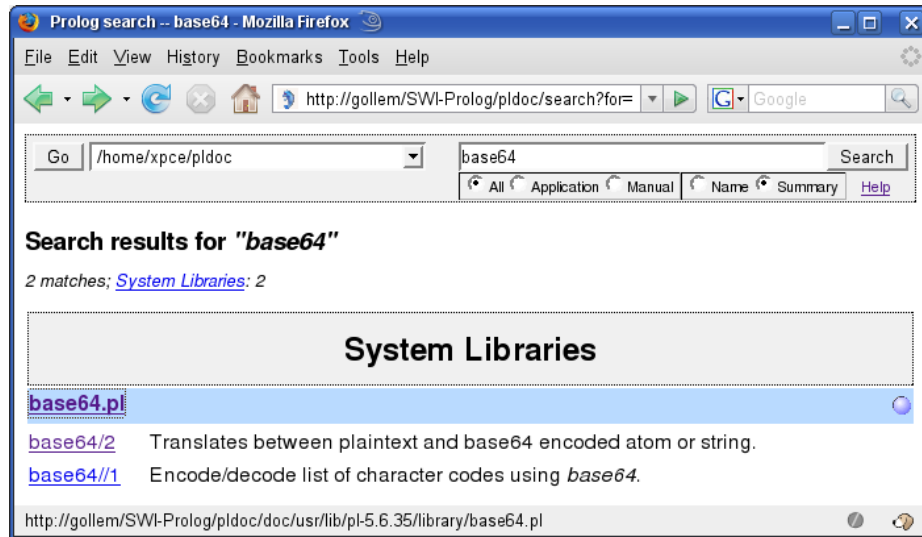 Prolog search -- base64 - Mozilla Firefox
File Edit View History Bookmarks Tools Help
http://gollem/SWI-Prolog/pldoc/search?for= G Google
Go /home/xpce/pldoc base64 Search
All Application Manual Name Summary Help
Search results for "base64"
2 matches; System Libraries: 2
System Libraries
base64.pl
base64/2 Translates between plaintext and base64 encoded atom or string.
base64//1 Encode/decode list of character codes using base64.
http://gollem/SWI-Prolog/pldoc/doc/usr/lib/pl-5.6.35/library/base64.pl